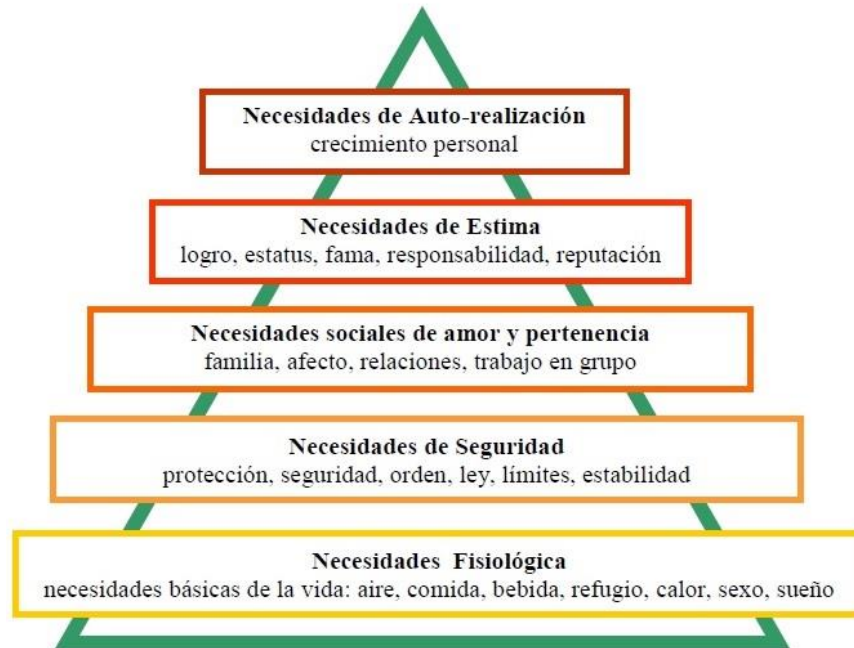 Necesidades de Auto-realización
crecimiento personal
Necesidades de Estima
logro, estatus, fama, responsabilidad, reputación
Necesidades sociales de amor y pertenencia
familia, afecto, relaciones, trabajo en grupo
Necesidades de Seguridad
protección, seguridad, orden, ley, límites, estabilidad
Necesidades Fisiológica
necesidades básicas de la vida: aire, comida, bebida, refugio, calor, sexo, sueño